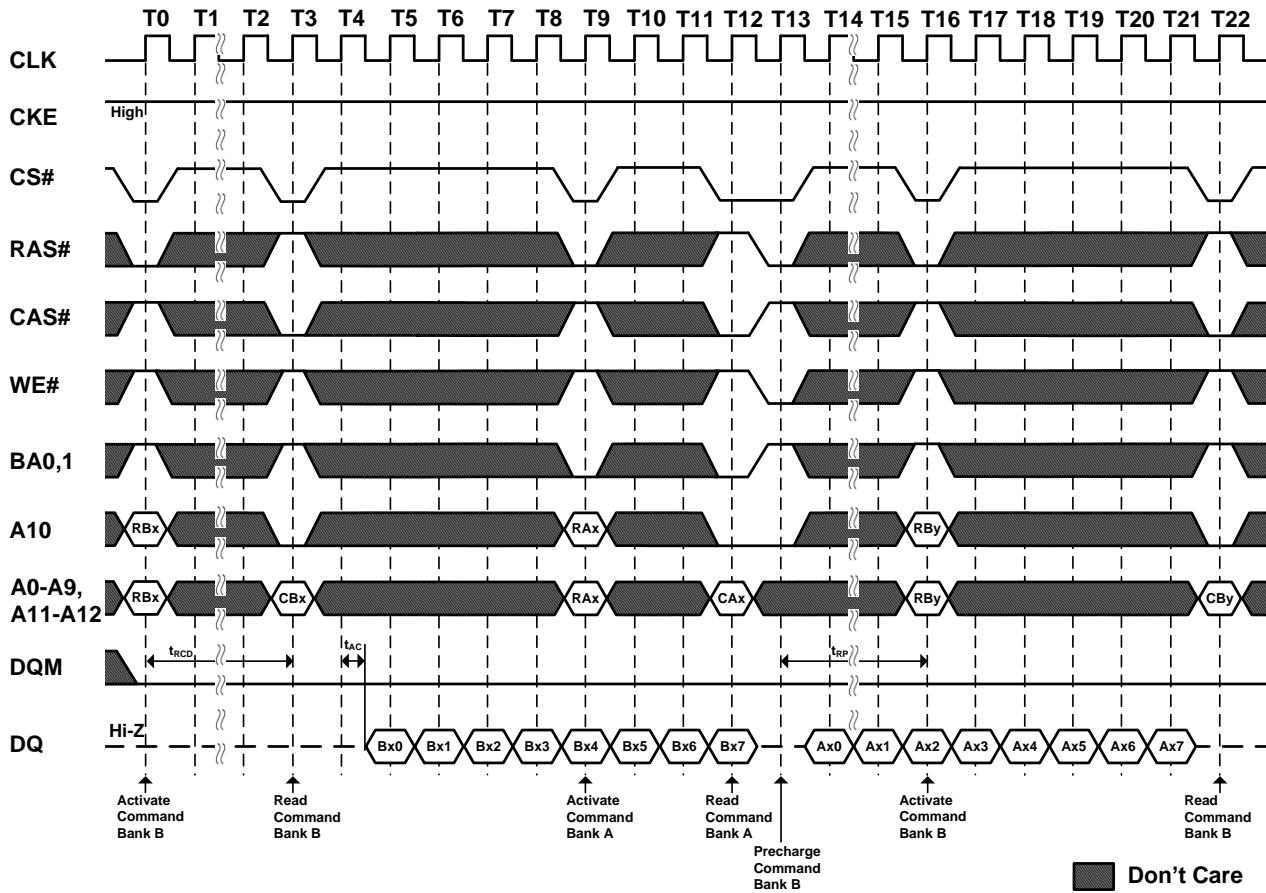 T0 T1 T2 T3 T4 T5 T6 T7 T8 T9 T10 T11 T12 T13 T14 T15 T16 T17 T18 T19 T20 T21 T22
CLK
CKE
High
CS#
RAS#
CAS#
WE#
BA0,1
A10
RBx RAx RBy
A0-A9,
A11-A12
RBx CBx RAx CAx RBy CBy
DQM
tRCD tAC tRP
DQ
Hi-Z
Bx0 Bx1 Bx2 Bx3 Bx4 Bx5 Bx6 Bx7 Ax0 Ax1 Ax2 Ax3 Ax4 Ax5 Ax6 Ax7
Activate
Command
Bank B
Read
Command
Bank B
Activate
Command
Bank A
Read
Command
Bank A
Precharge
Command
Bank B
Activate
Command
Bank B
Read
Command
Bank B
Don't Care